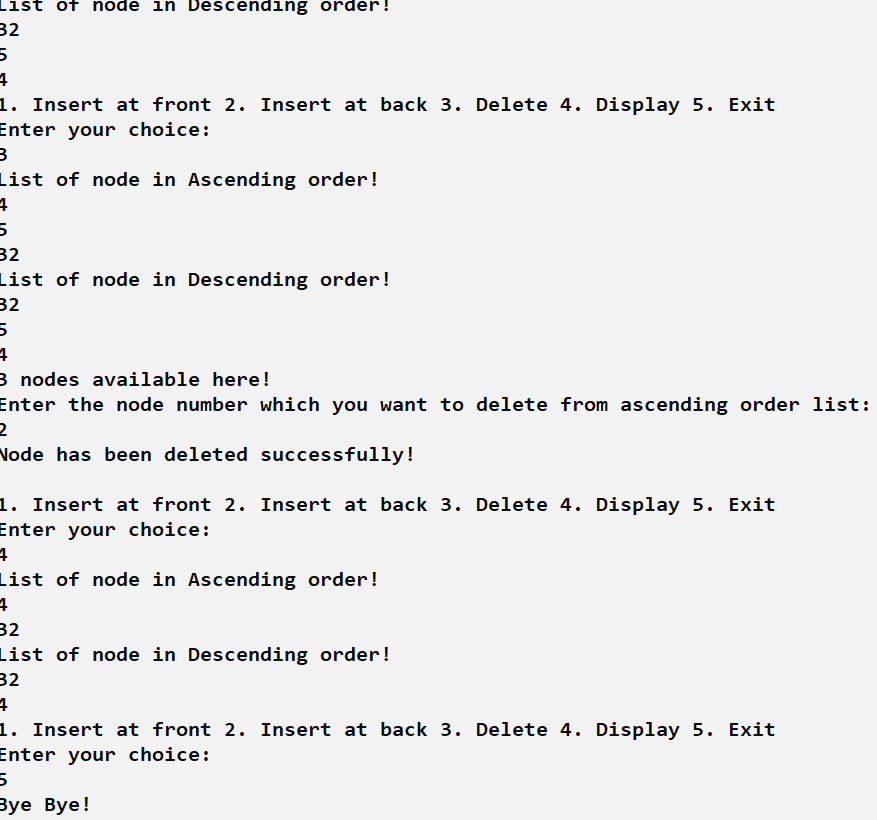 List of node in Descending order!
32
5
4
1. Insert at front 2. Insert at back 3. Delete 4. Display 5. Exit
Enter your choice:
3
List of node in Ascending order!
4
5
32
List of node in Descending order!
32
5
4
3 nodes available here!
Enter the node number which you want to delete from ascending order list:
2
Node has been deleted successfully!
1. Insert at front 2. Insert at back 3. Delete 4. Display 5. Exit
Enter your choice:
4
List of node in Ascending order!
4
32
List of node in Descending order!
32
4
1. Insert at front 2. Insert at back 3. Delete 4. Display 5. Exit
Enter your choice:
5
Bye Bye!